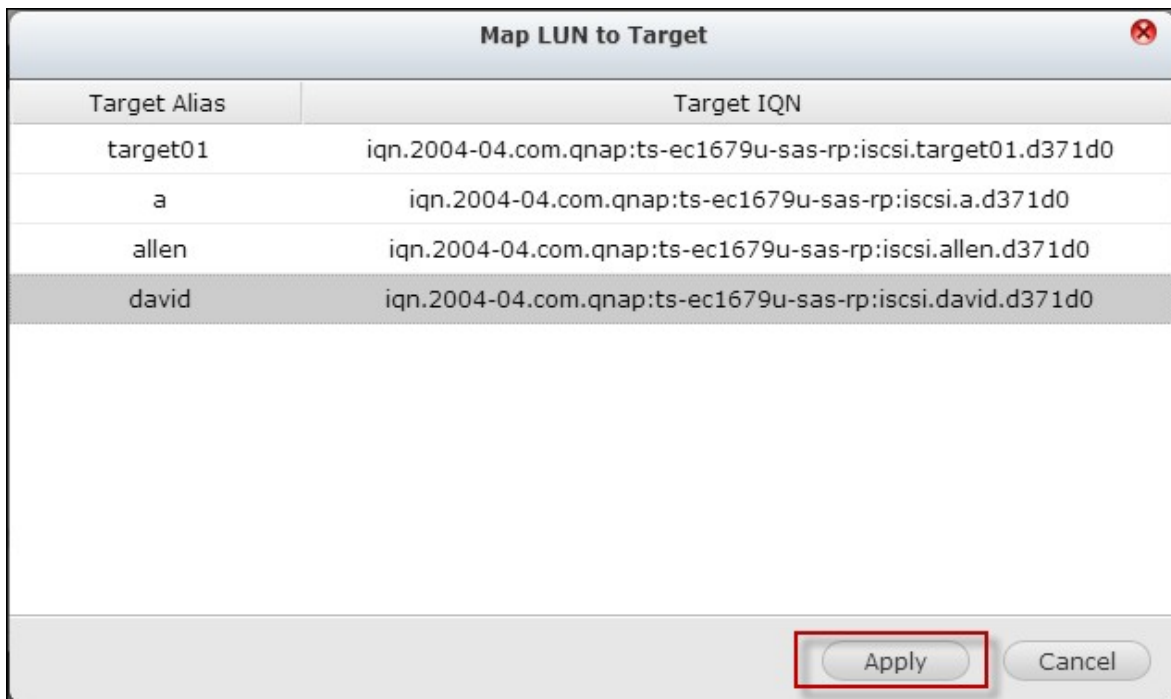 Map LUN to Target
Target Alias Target IQN
target01 iqn.2004-04.com.qnap:ts-ec1679u-sas-rp:iscsi.target01.d371d0
a iqn.2004-04.com.qnap:ts-ec1679u-sas-rp:iscsi.a.d371d0
allen iqn.2004-04.com.qnap:ts-ec1679u-sas-rp:iscsi.allen.d371d0
david iqn.2004-04.com.qnap:ts-ec1679u-sas-rp:iscsi.david.d371d0
Apply Cancel